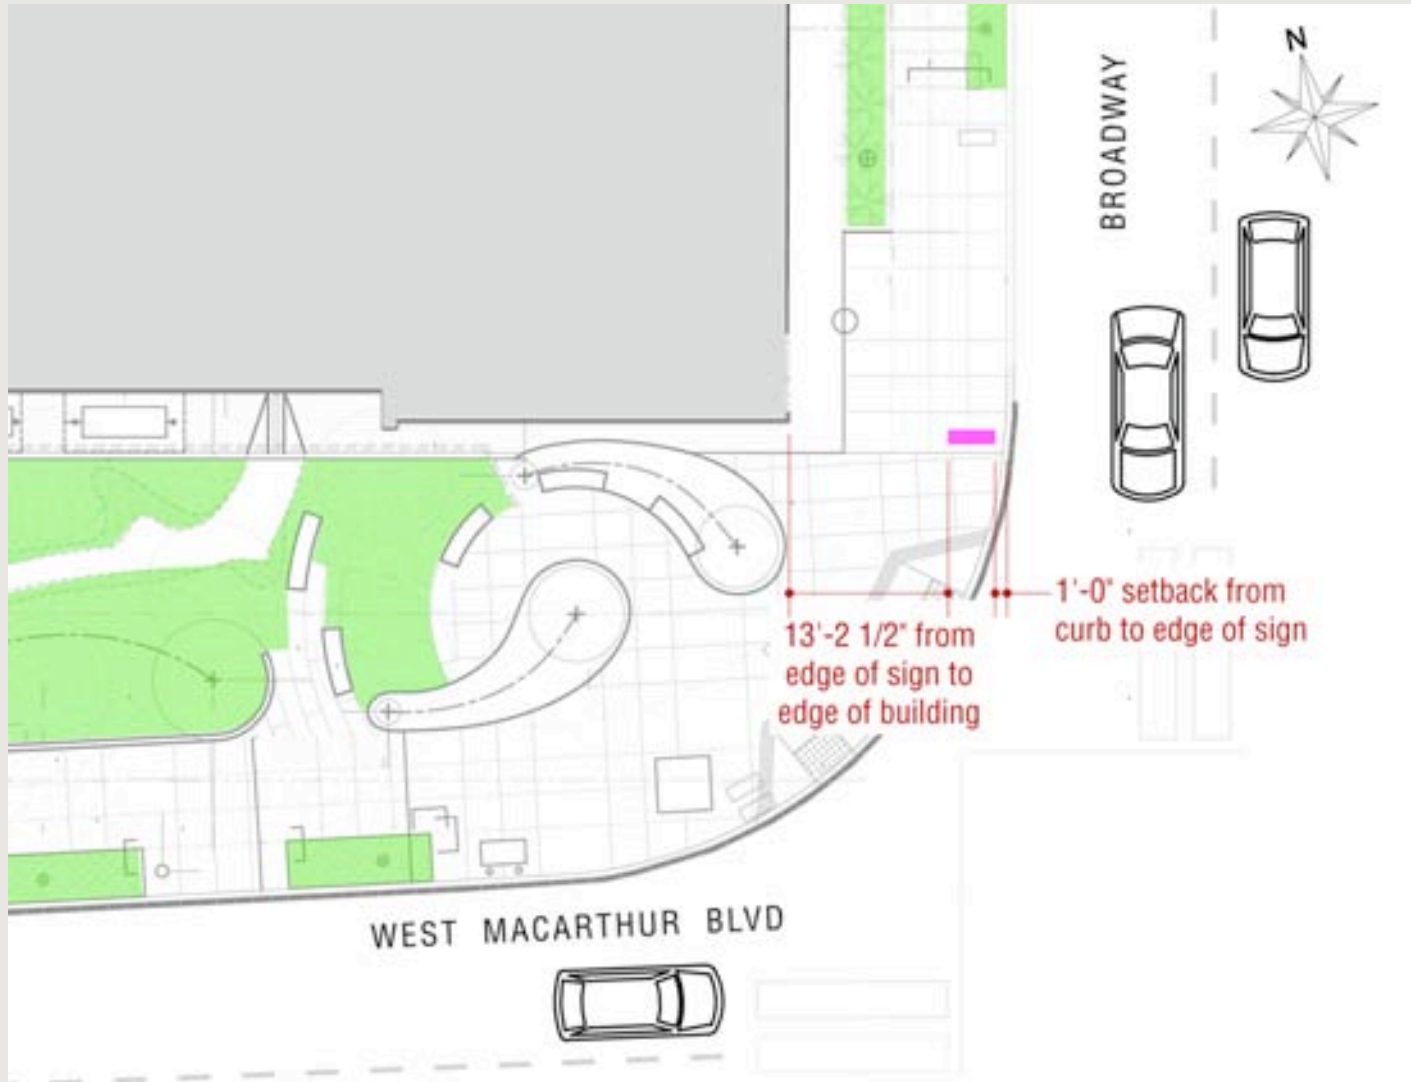 N
BROADWAY
1'-0" setback from
curb to edge of sign
13'-2 1/2" from
edge of sign to
edge of building
WEST MACARTHUR BLVD